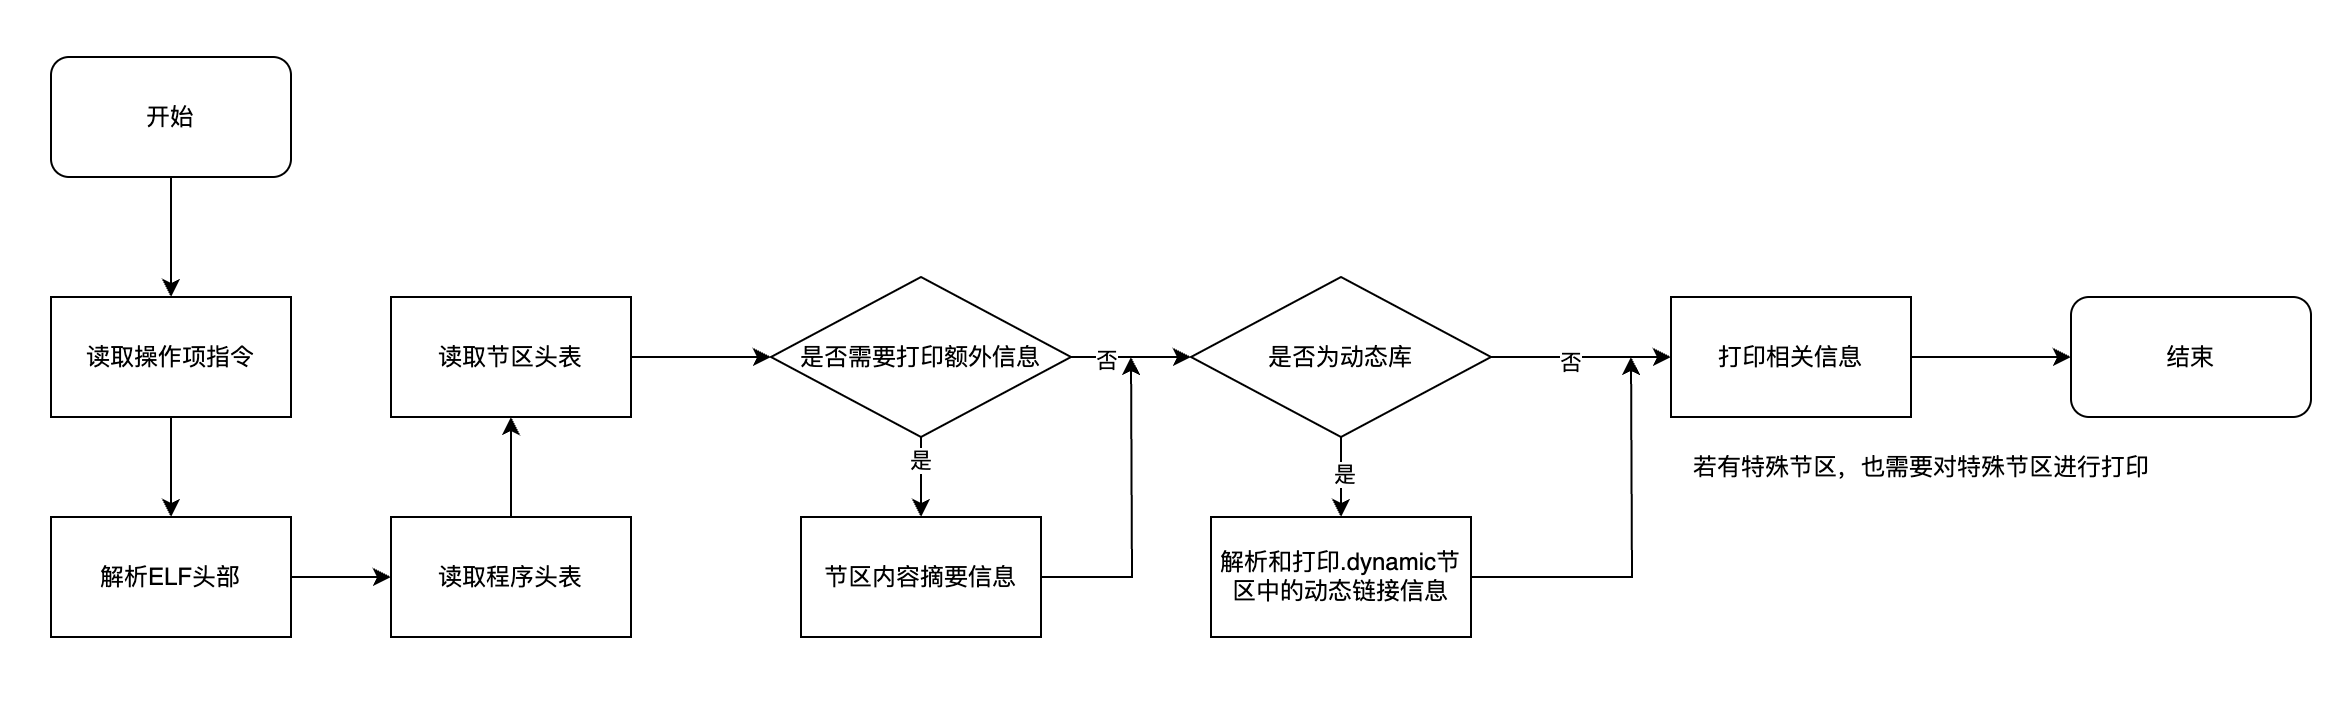 开始
读取操作项指令
解析ELF头部
读取程序头表
读取节区头表
是否需要打印额外信息
否
是
节区内容摘要信息
是否为动态库
否
是
解析和打印.dynamic节
区中的动态链接信息
打印相关信息
若有特殊节区，也需要对特殊节区进行打印
结束